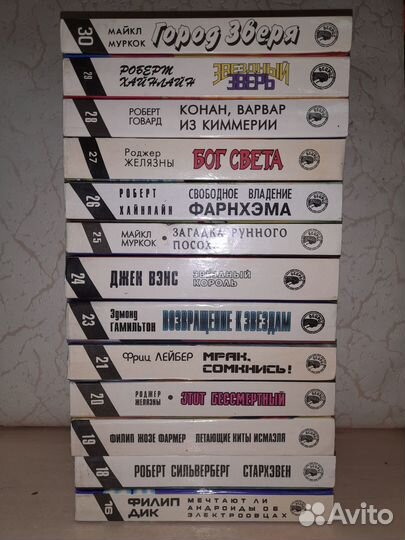 30 МАЙКЛ МУРКОК Город Зверя
29 РОБЕРТ ХАЙНЛАЙН ЗВЕЗДНЫЙ ЗВЕРЬ
28 РОБЕРТ ГОВАРД КОНАН, ВАРВАР ИЗ КИММЕРИИ
27 Роджер ЖЕЛЯЗНЫ БОГ СВЕТА
26 РОБЕРТ ХАЙНЛАЙН СВОБОДНОЕ ВЛАДЕНИЕ ФАРНХЭМА
25 МАЙКЛ МУРКОК • ЗАГАДКА РУННОГО ПОСОХА
24 ДЖЕК ВЭНС ЗВЁЗДНЫЙ КОРОЛЬ
23 Эдмонд ГАМИЛЬТОН ВОЗВРАЩЕНИЕ К ЗВЕЗДАМ
21 Фриц ЛЕЙБЕР МРАК, СОМКНИСЬ!
20 РОДЖЕР ЖЕЛЯЗНЫ • ЭТОТ БЕССМЕРТНЫЙ
19 ФИЛИП ЖОЗЕ ФАРМЕР ЛЕТАЮЩИЕ КИТЫ ИСМАЭЛЯ
18 РОБЕРТ СИЛЬВЕРБЕРГ СТАРХЭВЕН
16 ФИЛИП ДИК МЕЧТАЮТ ЛИ АНДРОИДЫ ОБ ЭЛЕКТРООВЦАХ
Avito